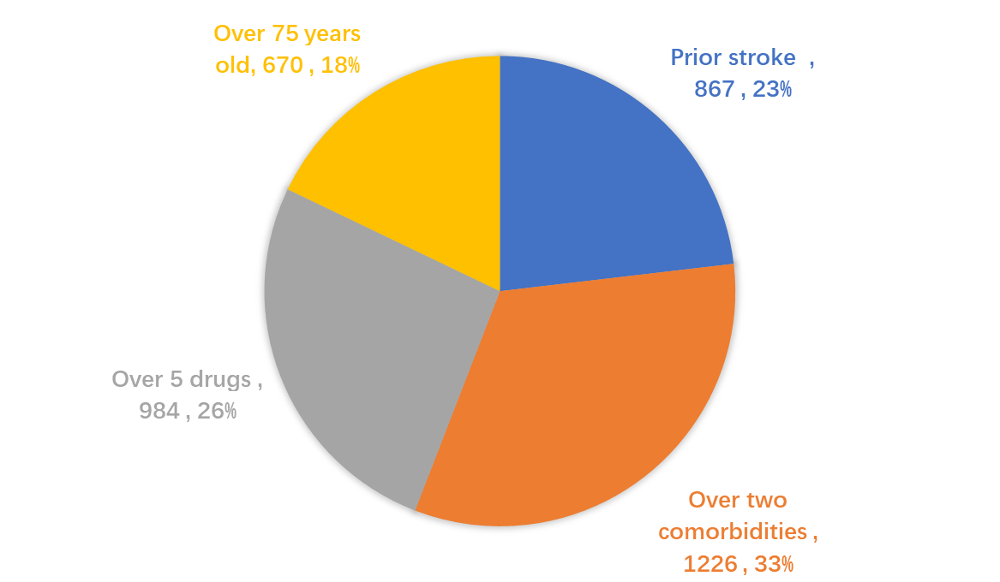 Over 75 years
old, 670 , 18%
Prior stroke ,
867 , 23%
Over 5 drugs ,
984 , 26%
Over two
comorbidities ,
1226 , 33%